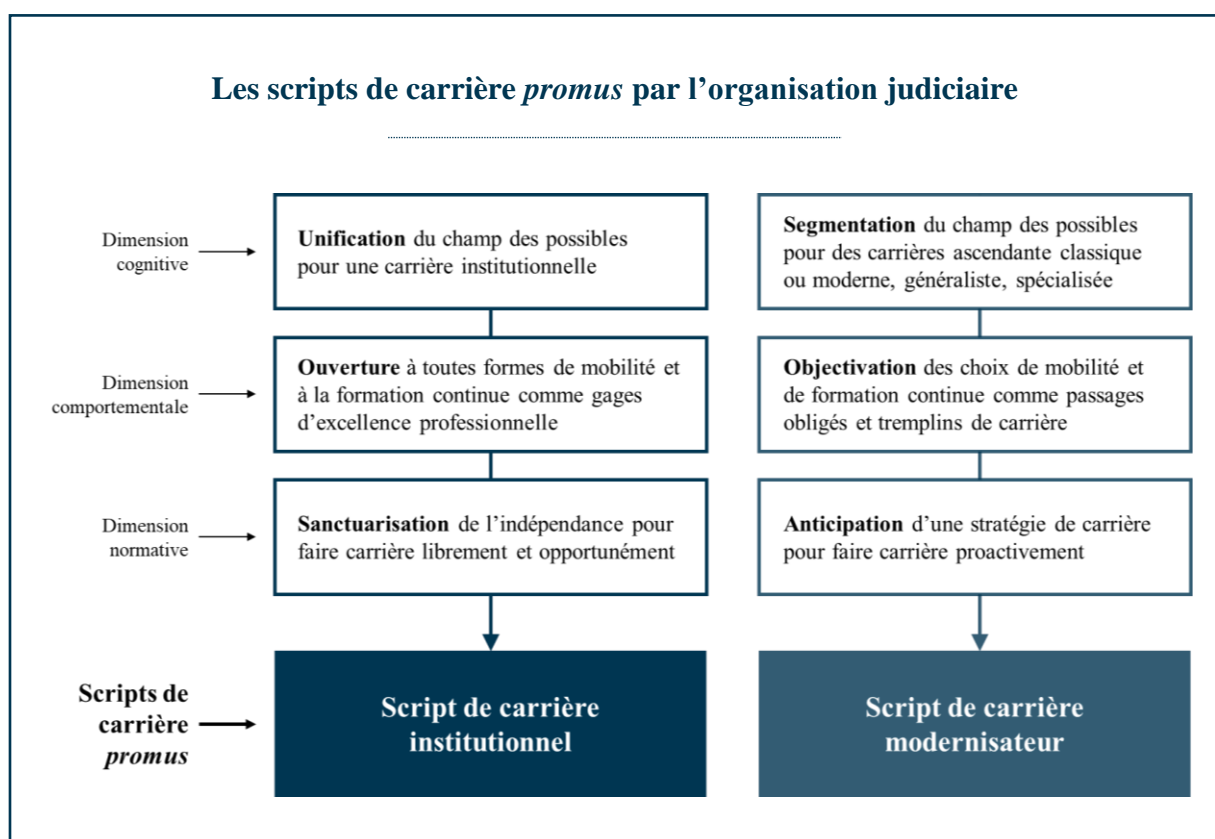 Les scripts de carrière promus par l’organisation judiciaire
Dimension
cognitive
Unification du champ des possibles
pour une carrière institutionnelle
Segmentation du champ des possibles
pour des carrières ascendante classique
ou moderne, généraliste, spécialisée
Dimension
comportementale
Ouverture à toutes formes de mobilité et
à la formation continue comme gages
d’excellence professionnelle
Objectivation des choix de mobilité et
de formation continue comme passages
obligés et tremplins de carrière
Dimension
normative
Sanctuarisation de l’indépendance pour
faire carrière librement et opportunément
Anticipation d’une stratégie de carrière
pour faire carrière proactivement
Scripts de
carrière
promus
Script de carrière
institutionnel
Script de carrière
modernisateur